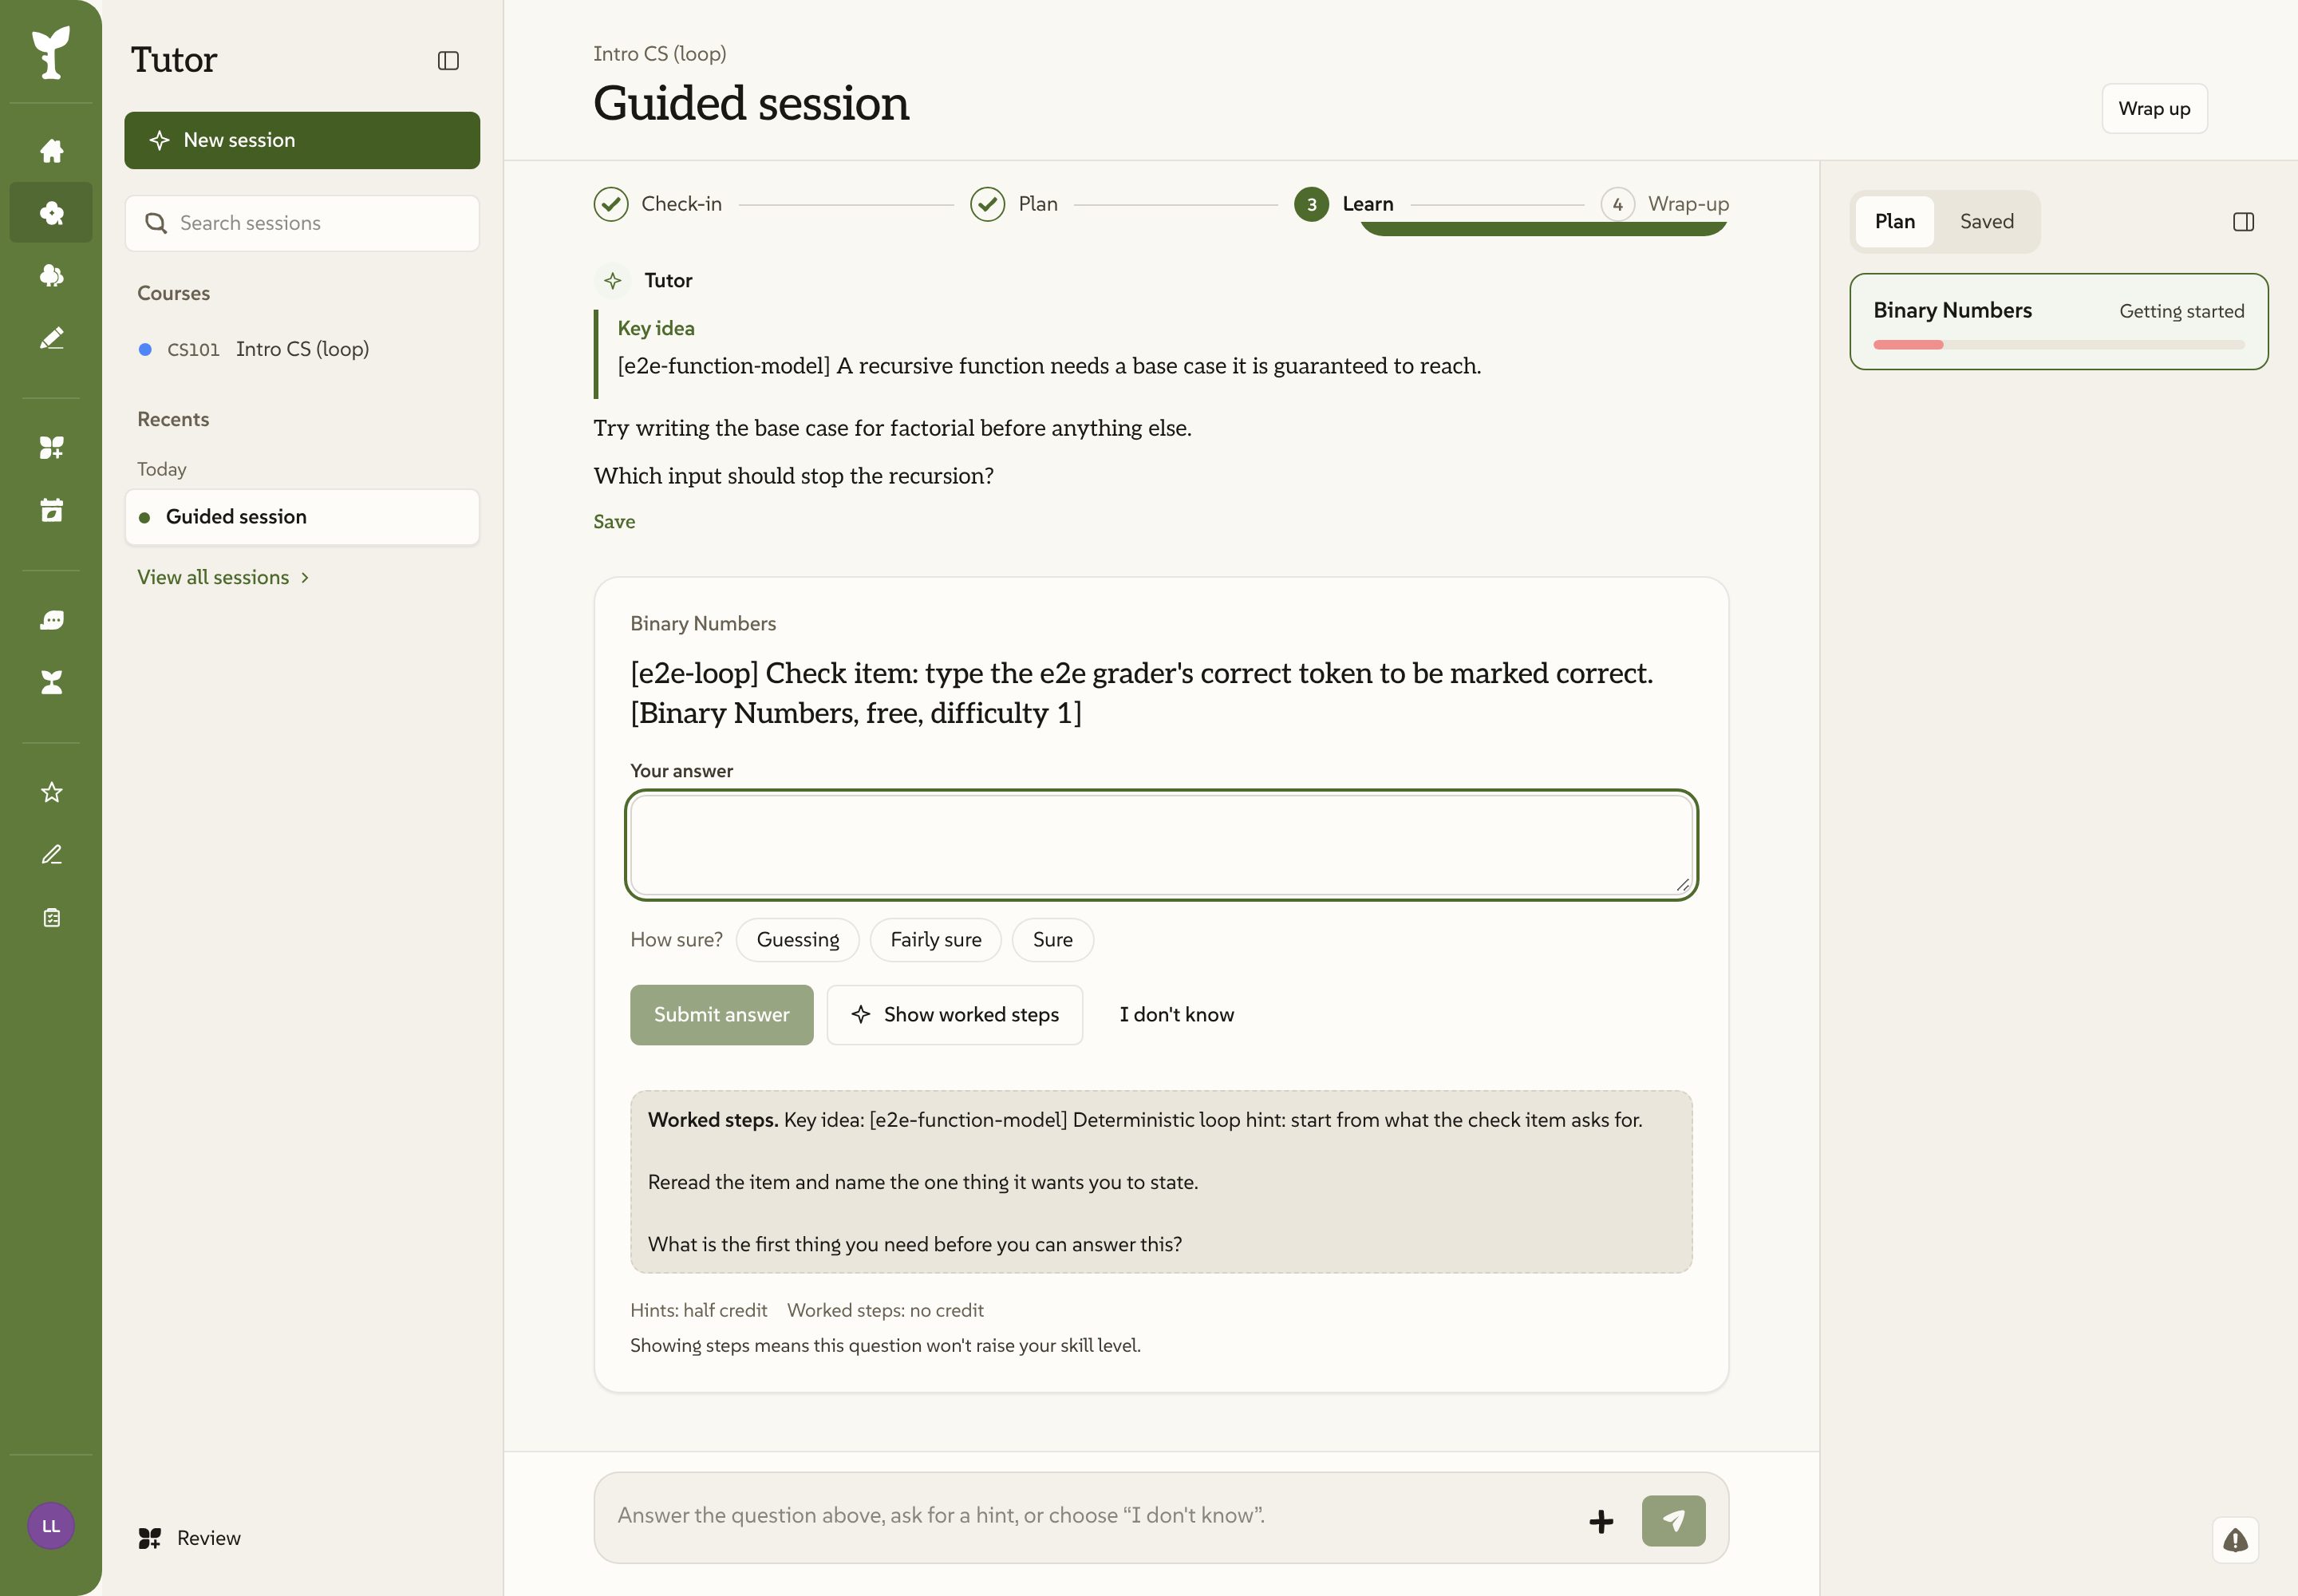 Tutor
New session
Search sessions
Courses
CS101 Intro CS (loop)
Recents
Today
Guided session
View all sessions
Review
LL
Intro CS (loop)
Guided session
Wrap up
Check-in
Plan
3 Learn
4 Wrap-up
Tutor
Key idea
[e2e-function-model] A recursive function needs a base case it is guaranteed to reach.
Try writing the base case for factorial before anything else.
Which input should stop the recursion?
Save
Binary Numbers
[e2e-loop] Check item: type the e2e grader's correct token to be marked correct.
[Binary Numbers, free, difficulty 1]
Your answer
How sure? Guessing Fairly sure Sure
Submit answer Show worked steps I don't know
Worked steps. Key idea: [e2e-function-model] Deterministic loop hint: start from what the check item asks for.
Reread the item and name the one thing it wants you to state.
What is the first thing you need before you can answer this?
Hints: half credit Worked steps: no credit
Showing steps means this question won't raise your skill level.
Answer the question above, ask for a hint, or choose “I don't know”.
Plan Saved
Binary Numbers Getting started